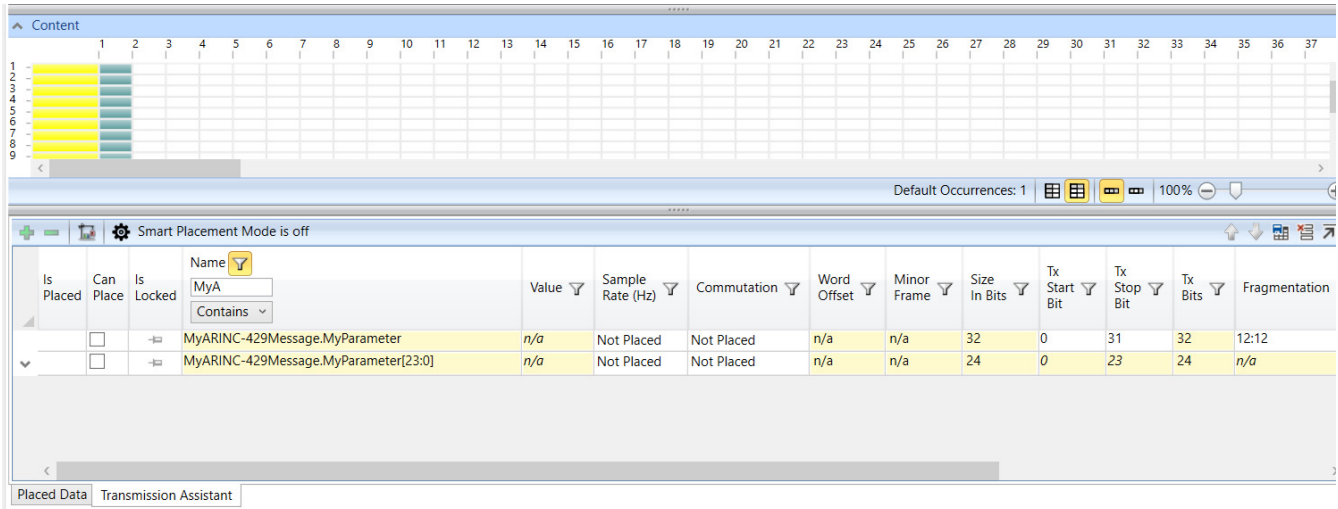 Content
1 2 3 4 5 6 7 8 9 10 11 12 13 14 15 16 17 18 19 20 21 22 23 24 25 26 27 28 29 30 31 32 33 34 35 36 37
1
2
3
4
5
6
7
8
9
Default Occurrences: 1 100%
Smart Placement Mode is off
Is Placed Can Place Is Locked Name Value Sample Rate (Hz) Commutation Word Offset Minor Frame Size In Bits Tx Start Bit Tx Stop Bit Tx Bits Fragmentation
MyA
Contains
MyARINC-429Message.MyParameter n/a Not Placed Not Placed n/a n/a 32 0 31 32 12:12
MyARINC-429Message.MyParameter[23:0] n/a Not Placed Not Placed n/a n/a 24 0 23 24 n/a
Placed Data Transmission Assistant